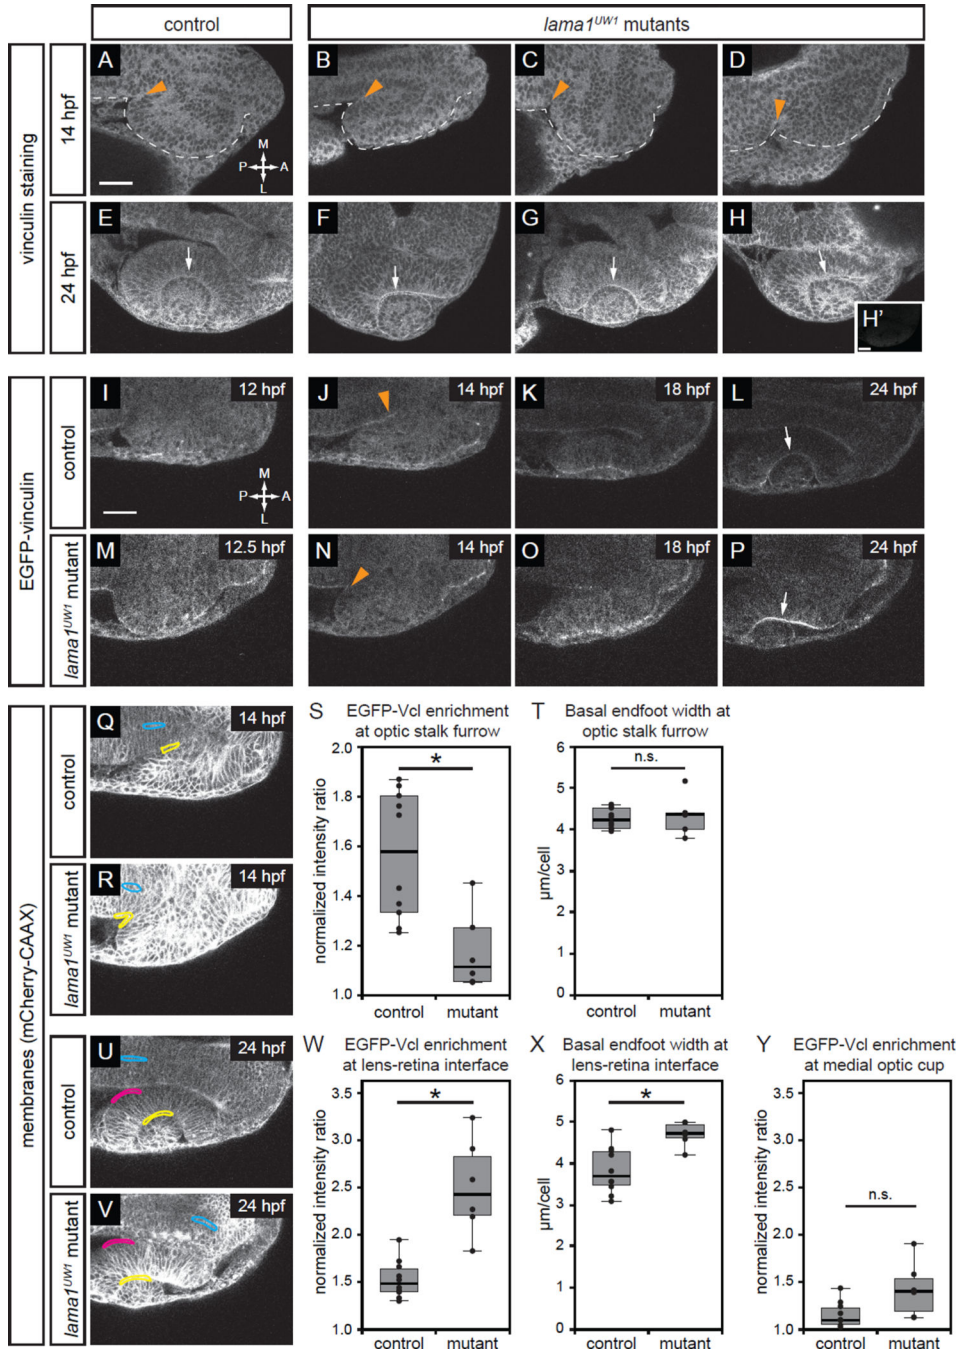 control
lama1ᵁᵂ¹ mutants
vinculin staining
14 hpf
A
M
P
A
L
B
C
D
24 hpf
E
F
G
H
H'
EGFP-vinculin
control
I
12 hpf
M
P
A
L
J
14 hpf
K
18 hpf
L
24 hpf
lama1ᵁᵂ¹ mutant
M
12.5 hpf
N
14 hpf
O
18 hpf
P
24 hpf
membranes (mCherry-CAAX)
control
Q
14 hpf
lama1ᵁᵂ¹ mutant
R
14 hpf
control
U
24 hpf
lama1ᵁᵂ¹ mutant
V
24 hpf
S
EGFP-Vcl enrichment
at optic stalk furrow
normalized intensity ratio
2.0
1.8
1.6
1.4
1.2
1.0
*
control
mutant
T
Basal endfoot width at
optic stalk furrow
µm/cell
6
5
4
3
2
1
0
n.s.
control
mutant
W
EGFP-Vcl enrichment
at lens-retina interface
normalized intensity ratio
3.5
3.0
2.5
2.0
1.5
1.0
*
control
mutant
X
Basal endfoot width at
lens-retina interface
µm/cell
6
5
4
3
2
1
0
*
control
mutant
Y
EGFP-Vcl enrichment
at medial optic cup
normalized intensity ratio
3.5
3.0
2.5
2.0
1.5
1.0
n.s.
control
mutant